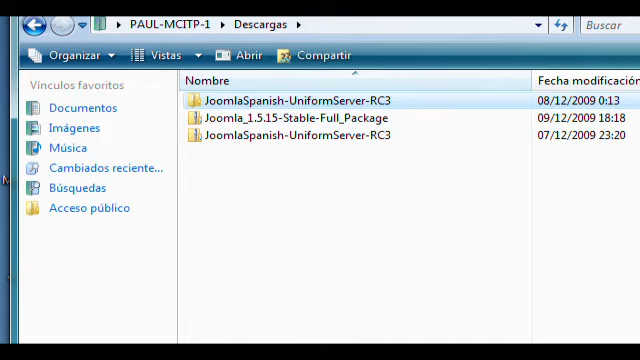 PAUL-MCITP-1 Descargas Buscar
Organizar Vistas Abrir Compartir
Vínculos favoritos
Documentos
Imágenes
Música
Cambiados reciente...
Búsquedas
Acceso público
Nombre Fecha modificación
JoomlaSpanish-UniformServer-RC3 08/12/2009 0:13
Joomla_1.5.15-Stable-Full_Package 09/12/2009 18:18
JoomlaSpanish-UniformServer-RC3 07/12/2009 23:20